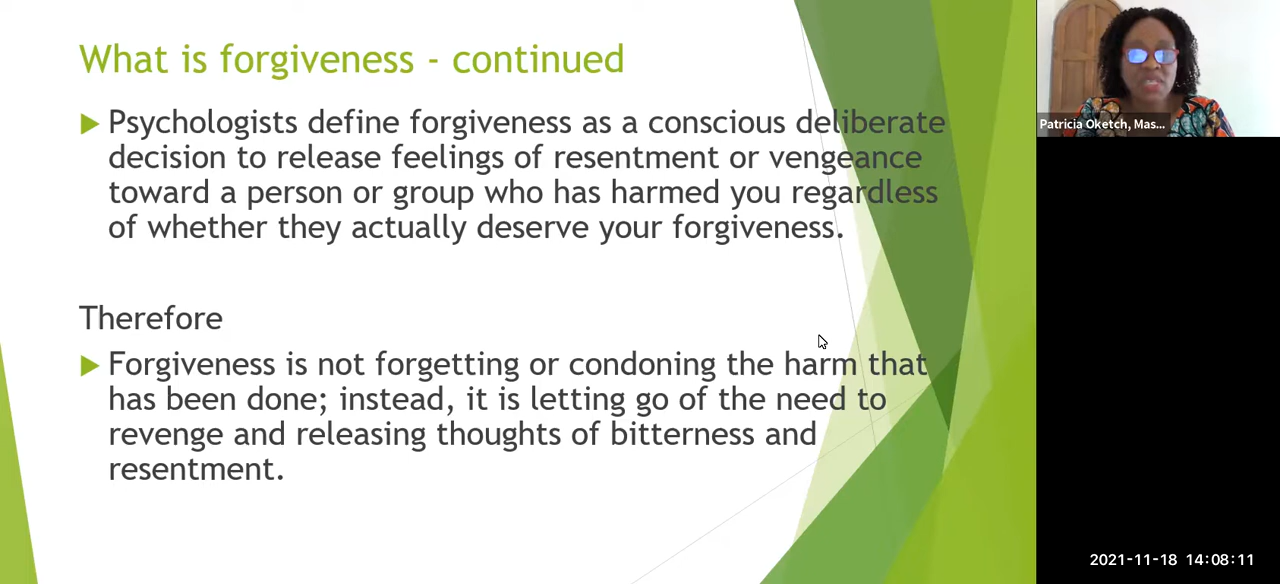 What is forgiveness - continued
Psychologists define forgiveness as a conscious deliberate
decision to release feelings of resentment or vengeance
toward a person or group who has harmed you regardless
of whether they actually deserve your forgiveness.
Therefore
Forgiveness is not forgetting or condoning the harm that
has been done; instead, it is letting go of the need to
revenge and releasing thoughts of bitterness and
resentment.
Patricia Oketch, Mas...
2021-11-18 14:08:11